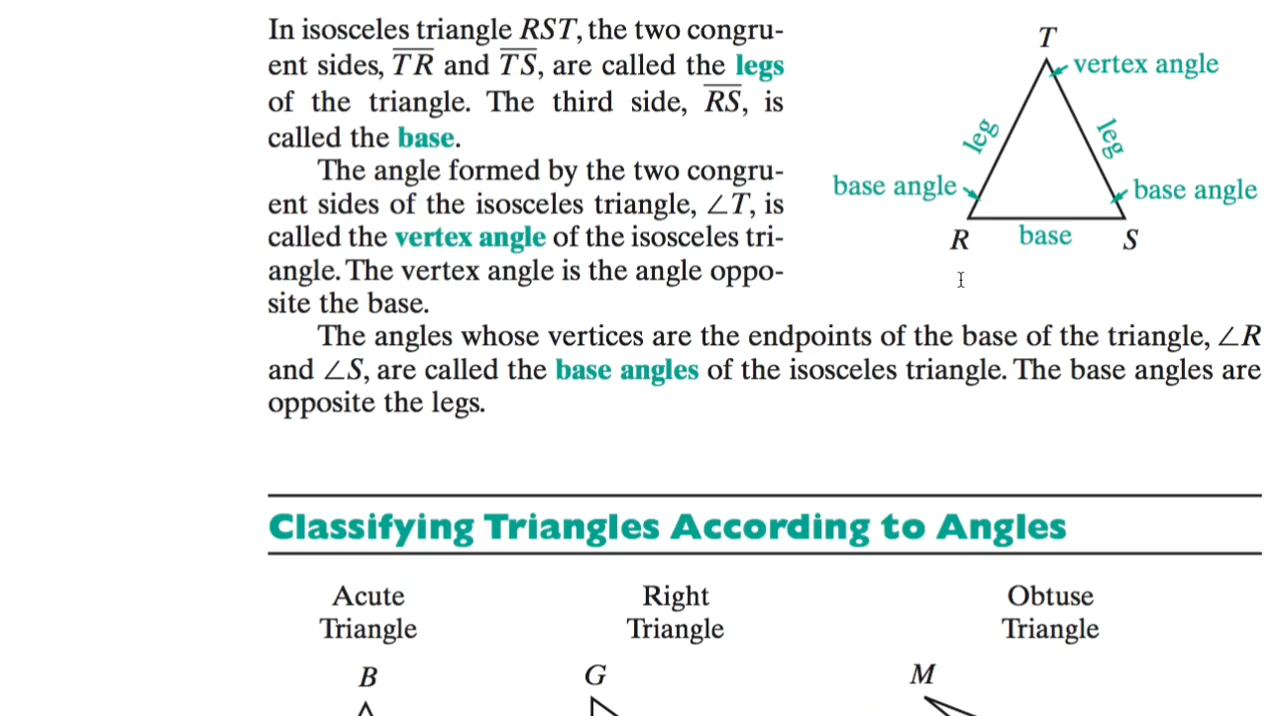 In isosceles triangle RST, the two congru-
ent sides, TR and TS, are called the legs
of the triangle. The third side, RS, is
called the base.
The angle formed by the two congru-
ent sides of the isosceles triangle, ∠T, is
called the vertex angle of the isosceles tri-
angle. The vertex angle is the angle oppo-
site the base.
T
vertex angle
leg
leg
base angle
base angle
R
base
S
The angles whose vertices are the endpoints of the base of the triangle, ∠R
and ∠S, are called the base angles of the isosceles triangle. The base angles are
opposite the legs.
Classifying Triangles According to Angles
Acute
Triangle
Right
Triangle
Obtuse
Triangle
B
G
M